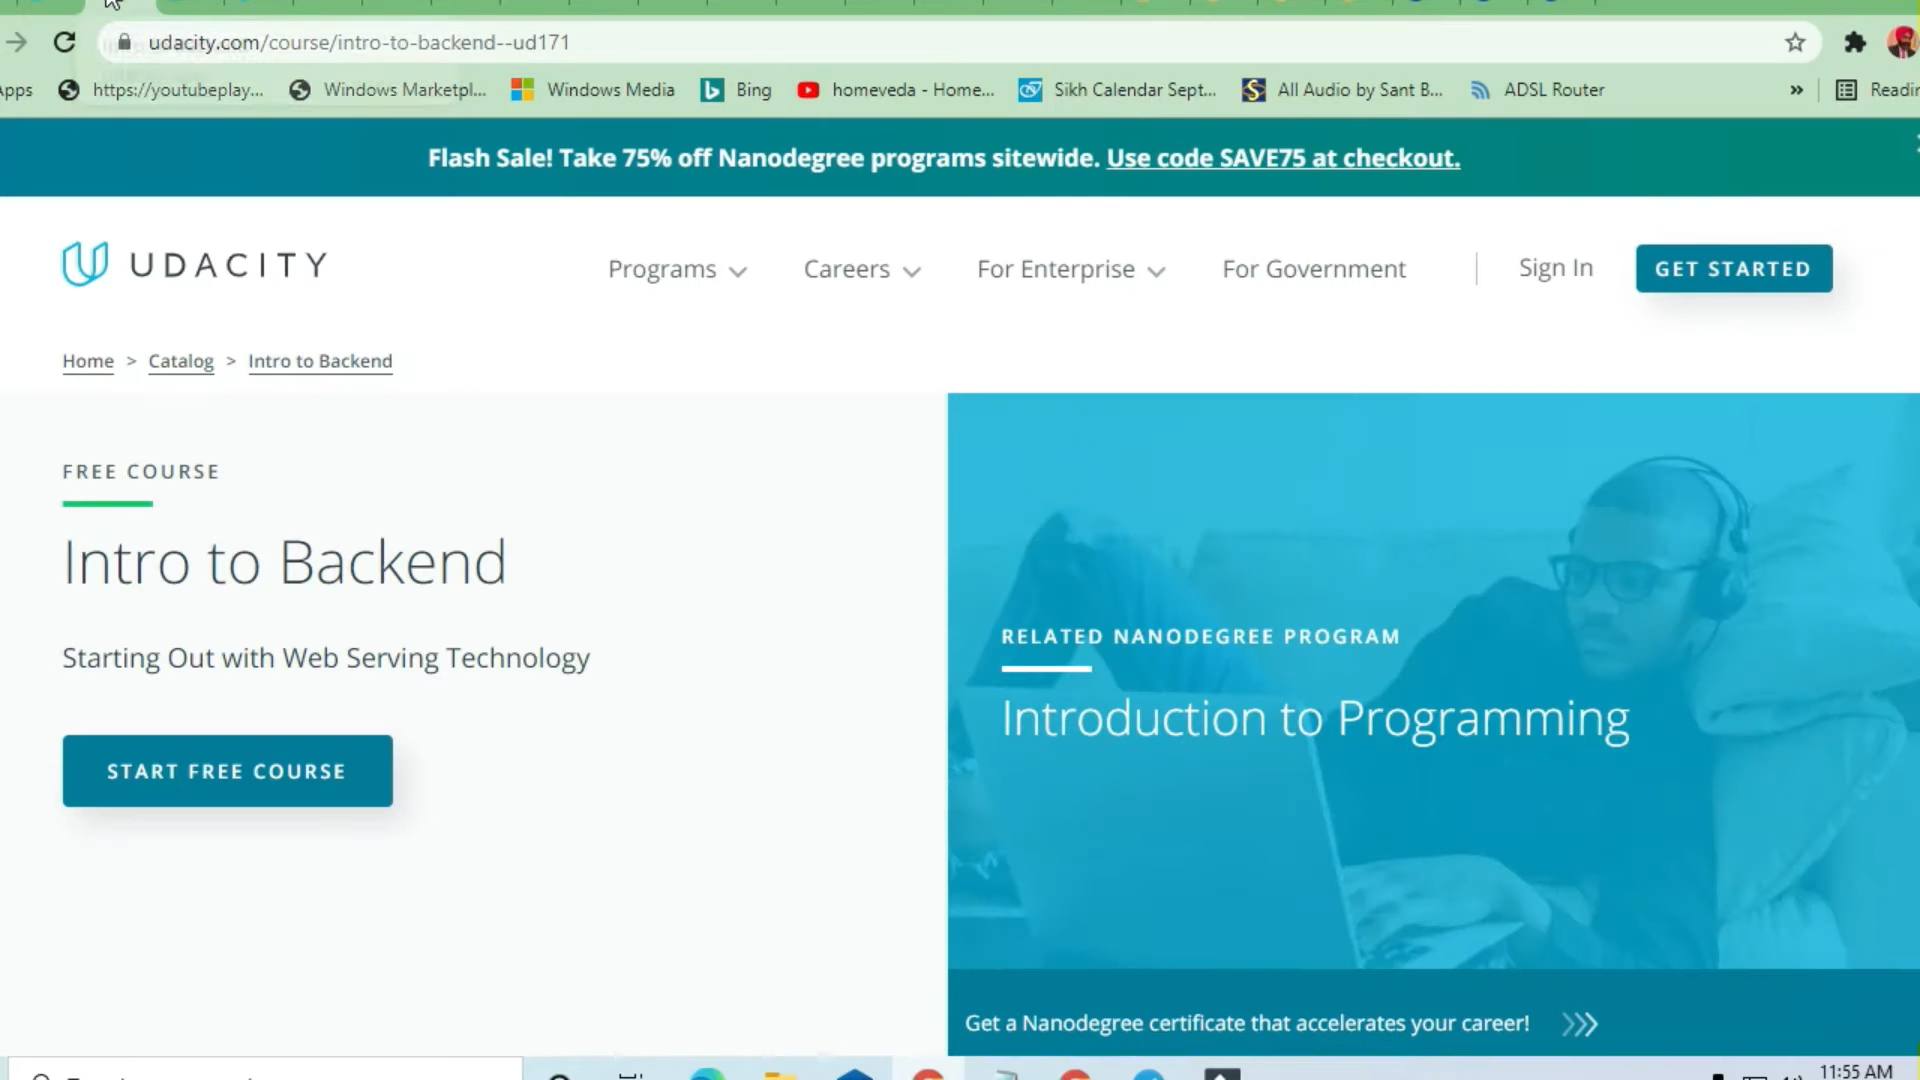 udacity.com/course/intro-to-backend--ud171
https://youtubeplay... Windows Marketpl... Windows Media Bing homeveda - Home... Sikh Calendar Sept... All Audio by Sant B... ADSL Router »
Flash Sale! Take 75% off Nanodegree programs sitewide. Use code SAVE75 at checkout.
UDACITY Programs Careers For Enterprise For Government Sign In GET STARTED
Home > Catalog > Intro to Backend
FREE COURSE
Intro to Backend
Starting Out with Web Serving Technology
START FREE COURSE
RELATED NANODEGREE PROGRAM
Introduction to Programming
Get a Nanodegree certificate that accelerates your career!
11:55 AM